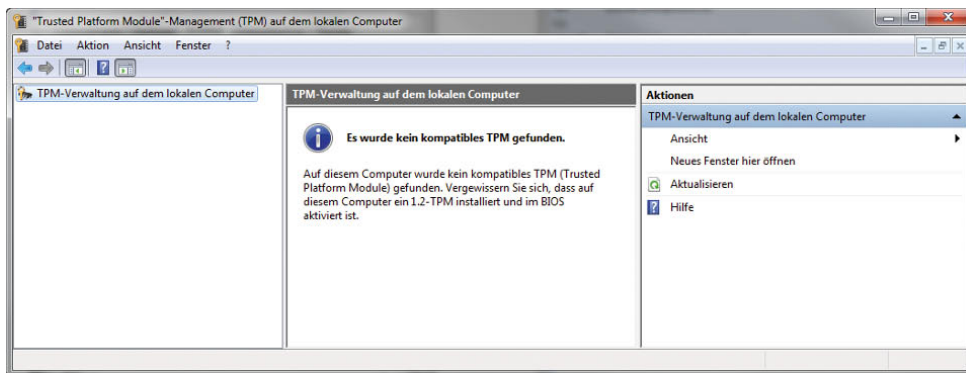 "Trusted Platform Module"-Management (TPM) auf dem lokalen Computer
Datei Aktion Ansicht Fenster ?
TPM-Verwaltung auf dem lokalen Computer
TPM-Verwaltung auf dem lokalen Computer
Es wurde kein kompatibles TPM gefunden.
Auf diesem Computer wurde kein kompatibles TPM (Trusted
Platform Module) gefunden. Vergewissern Sie sich, dass auf
diesem Computer ein 1.2-TPM installiert und im BIOS
aktiviert ist.
Aktionen
TPM-Verwaltung auf dem lokalen Computer
Ansicht
Neues Fenster hier öffnen
Aktualisieren
Hilfe